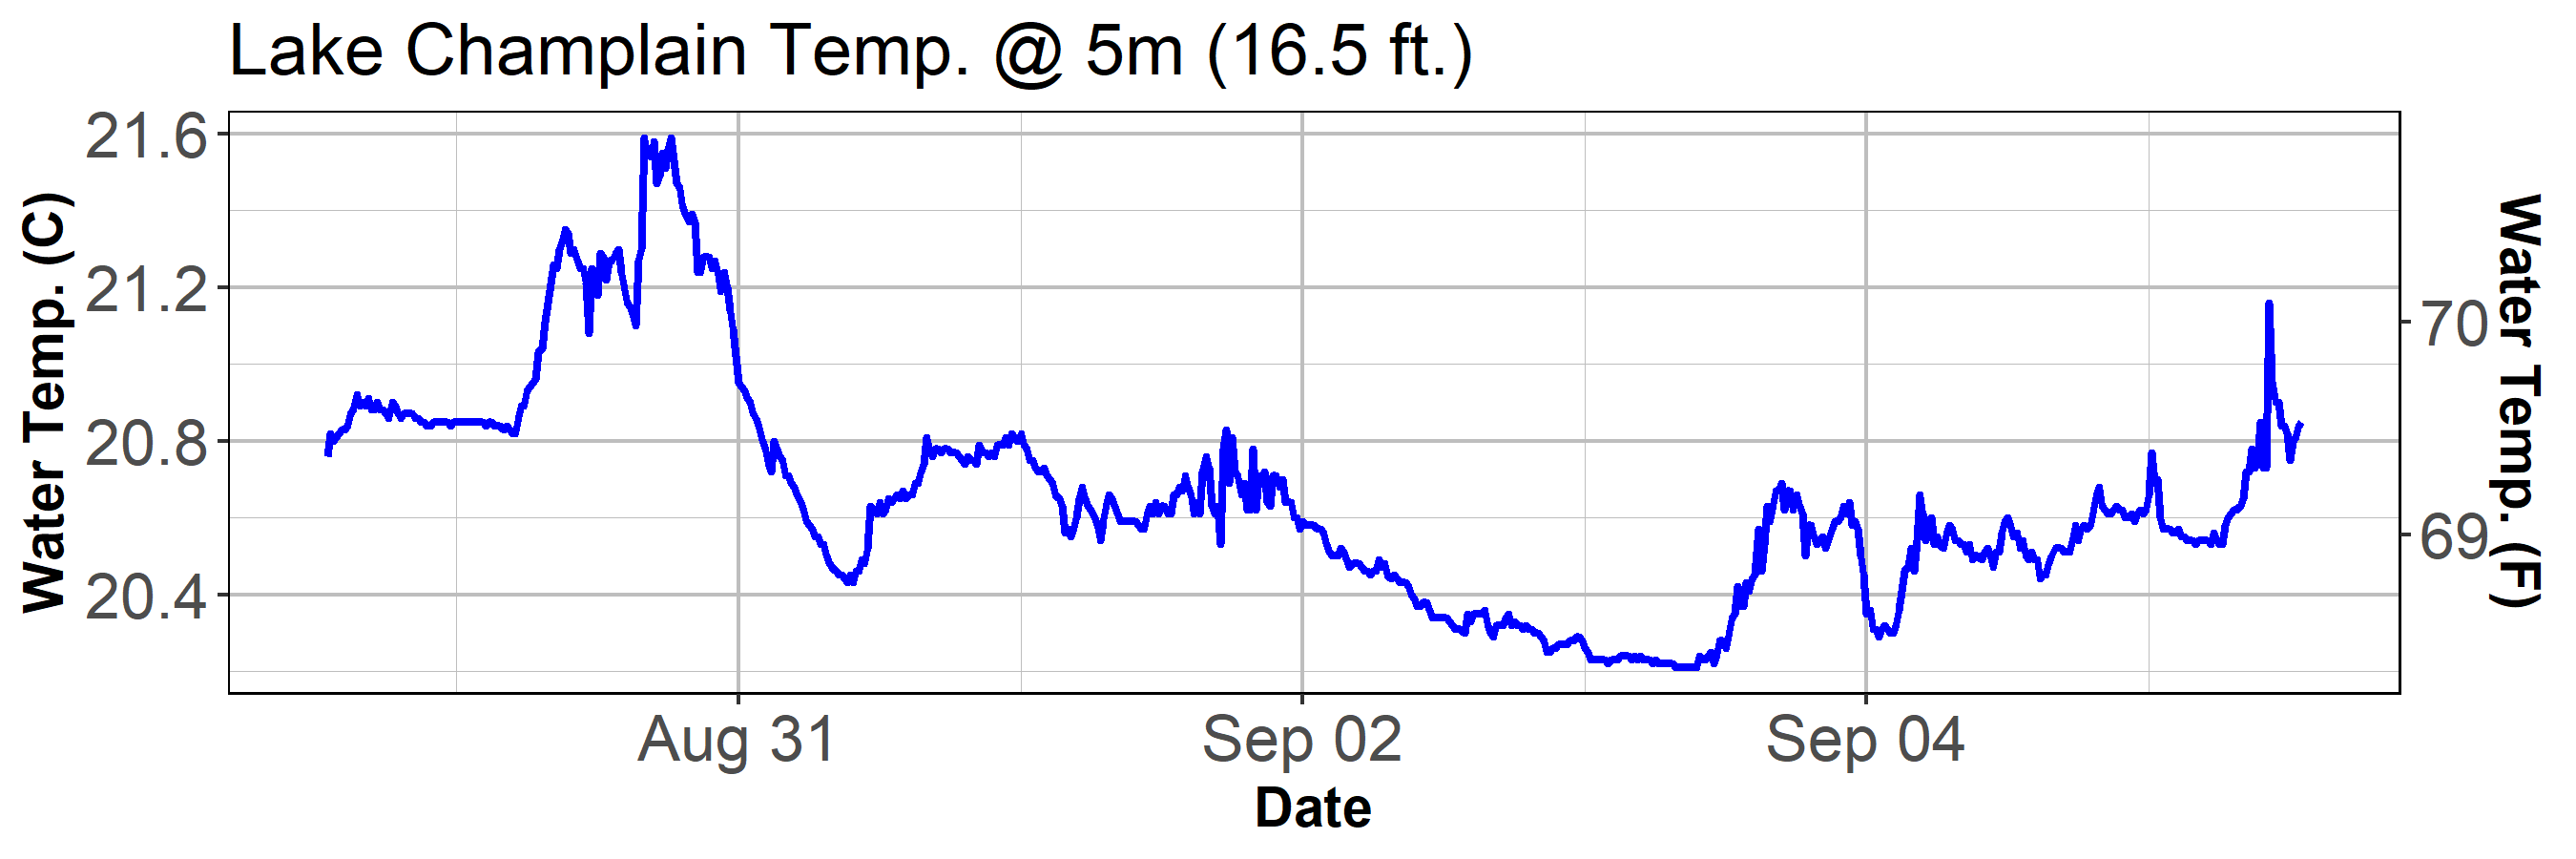 Lake Champlain Temp. @ 5m (16.5 ft.)
Water Temp. (C)
21.6
21.2
20.8
20.4
70
69
Water Temp. (F)
Aug 31
Sep 02
Sep 04
Date